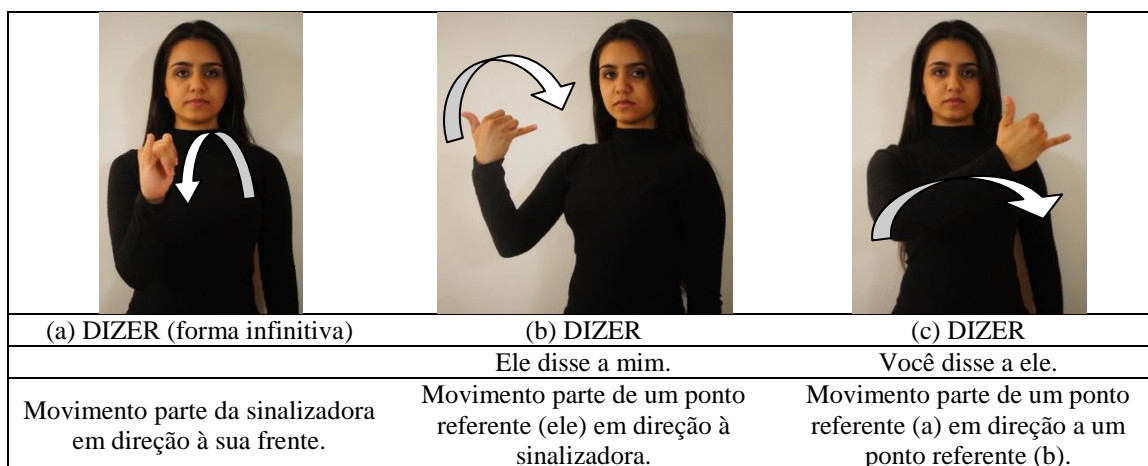 (a) DIZER (forma infinitiva)
(b) DIZER
(c) DIZER
Ele disse a mim.
Você disse a ele.
Movimento parte da sinalizadora
em direção à sua frente.
Movimento parte de um ponto
referente (ele) em direção à
sinalizadora.
Movimento parte de um ponto
referente (a) em direção a um
ponto referente (b).